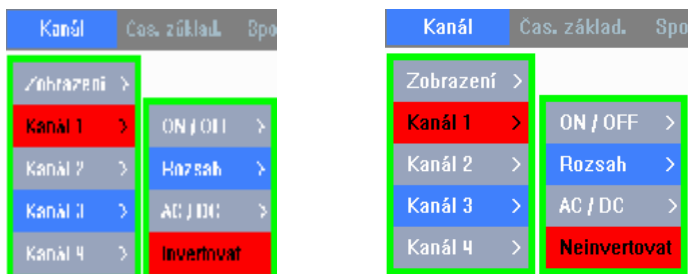 Kanál Čas. základ. Spo
Zobrazení >
Kanál 1 >
Kanál 2 >
Kanál 3 >
Kanál 4 >
ON / OFF >
Rozsah >
AC / DC >
Invertovat
Kanál Čas. základ. Spo
Zobrazení >
Kanál 1 >
Kanál 2 >
Kanál 3 >
Kanál 4 >
ON / OFF >
Rozsah >
AC / DC >
Neinvertovat